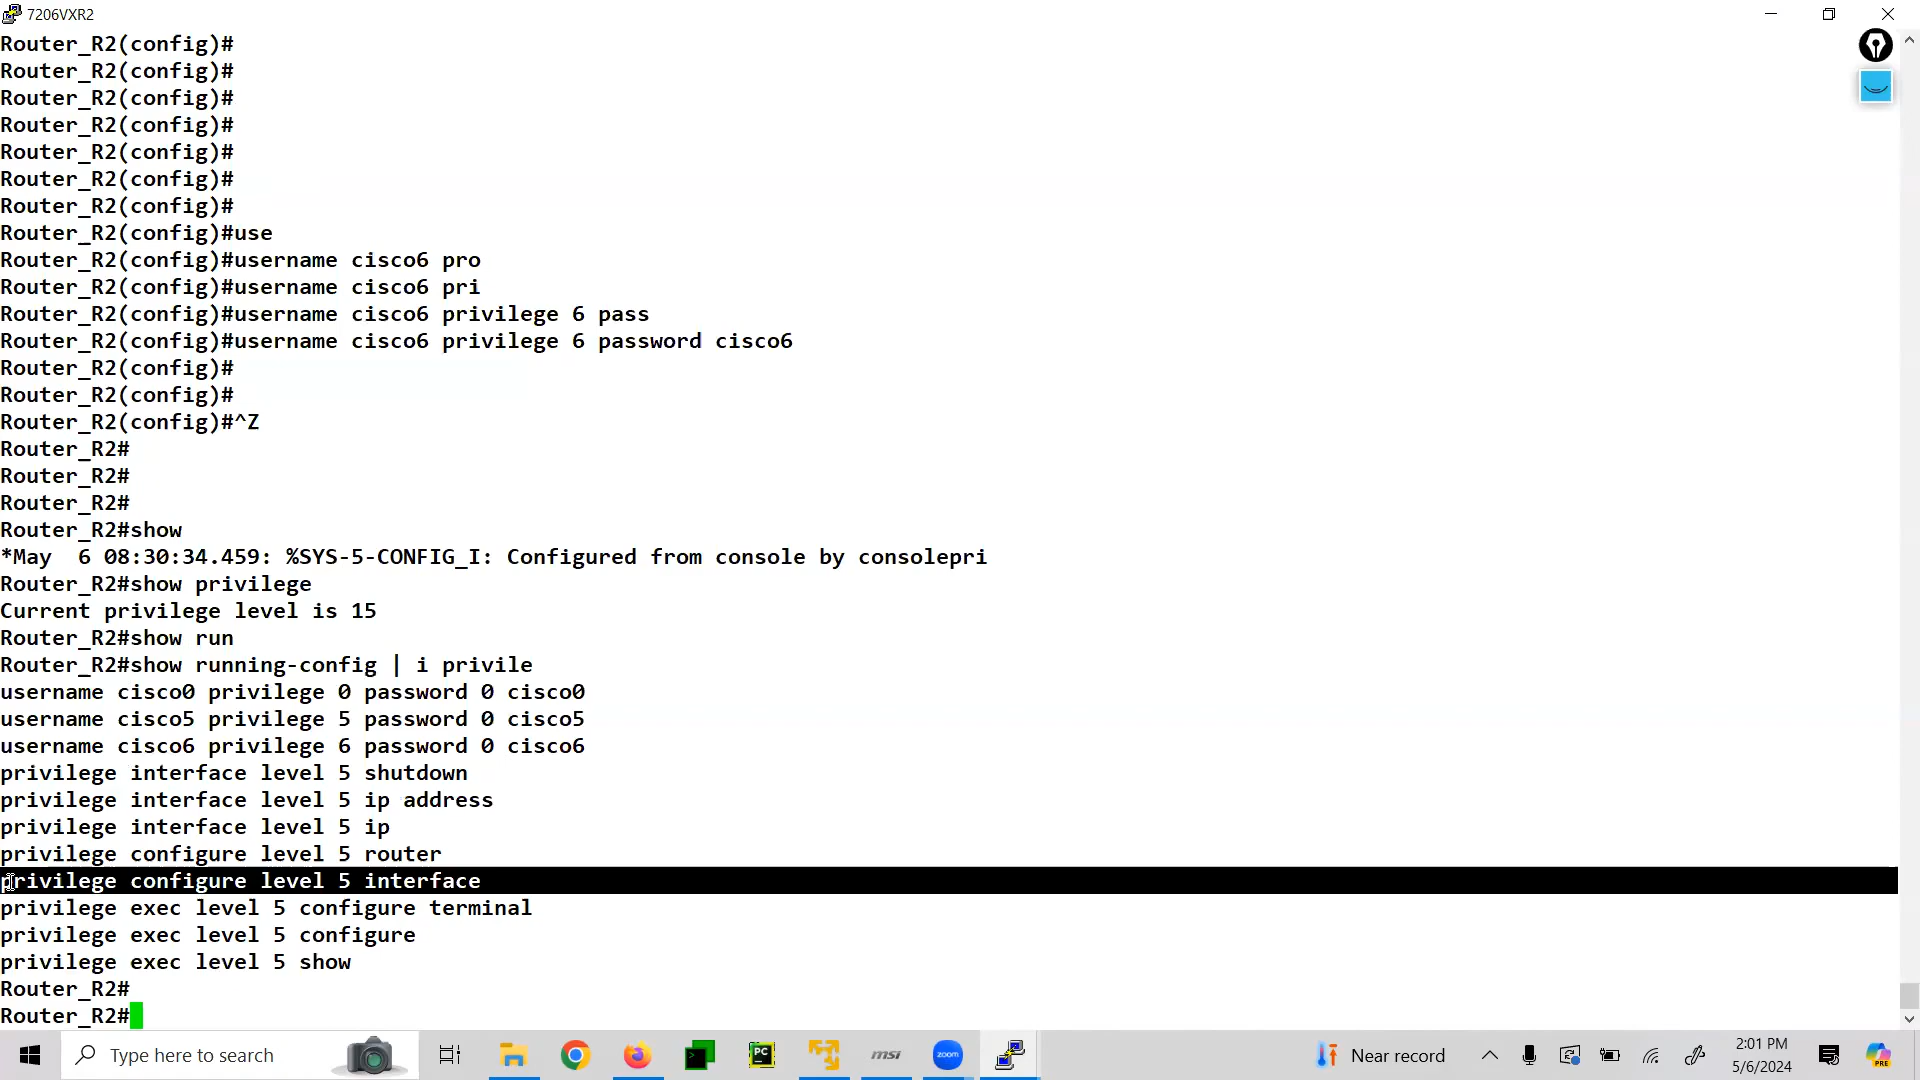 7206VXR2
Router_R2(config)#
Router_R2(config)#
Router_R2(config)#
Router_R2(config)#
Router_R2(config)#
Router_R2(config)#
Router_R2(config)#
Router_R2(config)#use
Router_R2(config)#username cisco6 pro
Router_R2(config)#username cisco6 pri
Router_R2(config)#username cisco6 privilege 6 pass
Router_R2(config)#username cisco6 privilege 6 password cisco6
Router_R2(config)#
Router_R2(config)#
Router_R2(config)#^Z
Router_R2#
Router_R2#
Router_R2#
Router_R2#show
*May  6 08:30:34.459: %SYS-5-CONFIG_I: Configured from console by consolepri
Router_R2#show privilege
Current privilege level is 15
Router_R2#show run
Router_R2#show running-config | i privile
username cisco0 privilege 0 password 0 cisco0
username cisco5 privilege 5 password 0 cisco5
username cisco6 privilege 6 password 0 cisco6
privilege interface level 5 shutdown
privilege interface level 5 ip address
privilege interface level 5 ip
privilege configure level 5 router
privilege configure level 5 interface
privilege exec level 5 configure terminal
privilege exec level 5 configure
privilege exec level 5 show
Router_R2#
Router_R2#
Type here to search
PC
msi
zoom
Near record
2:01 PM
5/6/2024
PRE